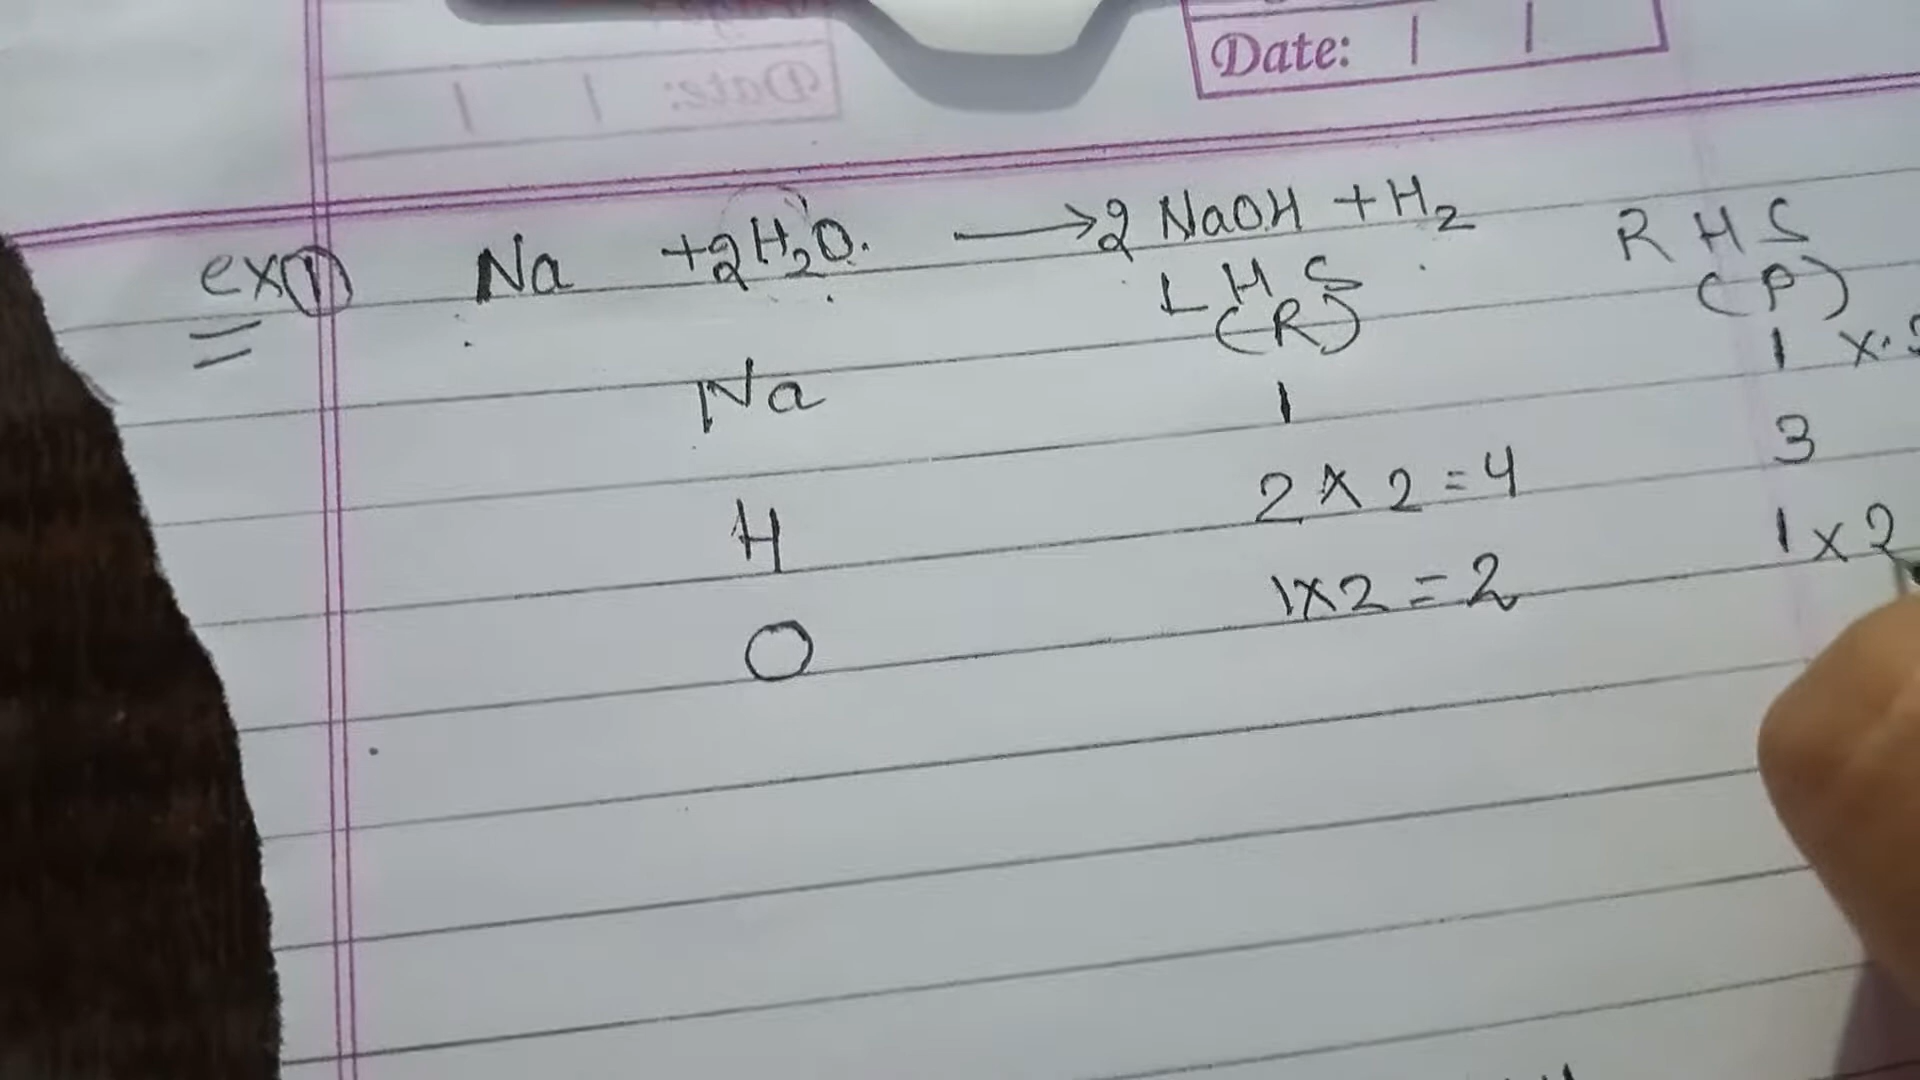 Date:
ex① Na +2H₂O. ⟶2 NaOH + H₂
LHS RHS
(R) (P)
Na 1 1 x
H 2 x 2 = 4 3
O 1x2 = 2 1 x 2